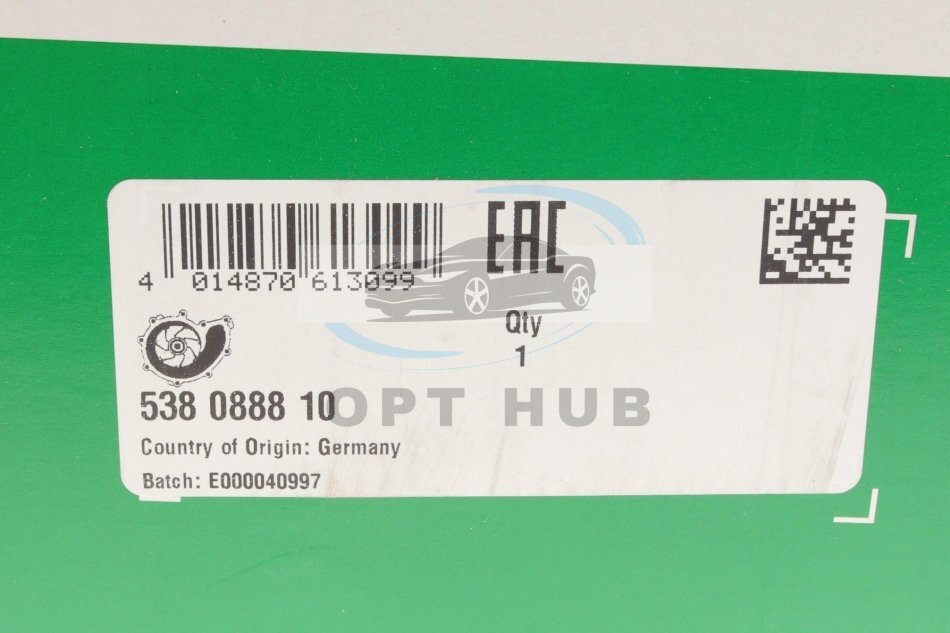 EAC
4 014870 613099
Qty
1
538 0888 10
OPT HUB
Country of Origin: Germany
Batch: E000040997